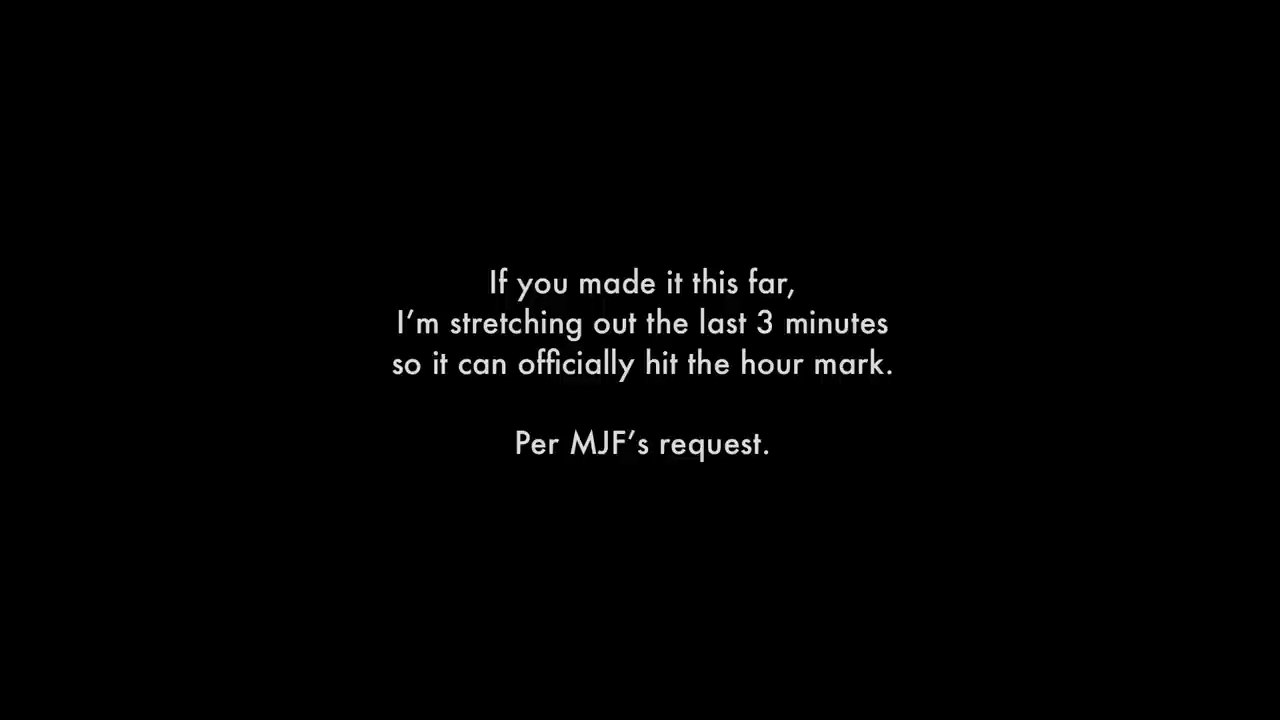 If you made it this far,
I’m stretching out the last 3 minutes
so it can officially hit the hour mark.
Per MJF’s request.